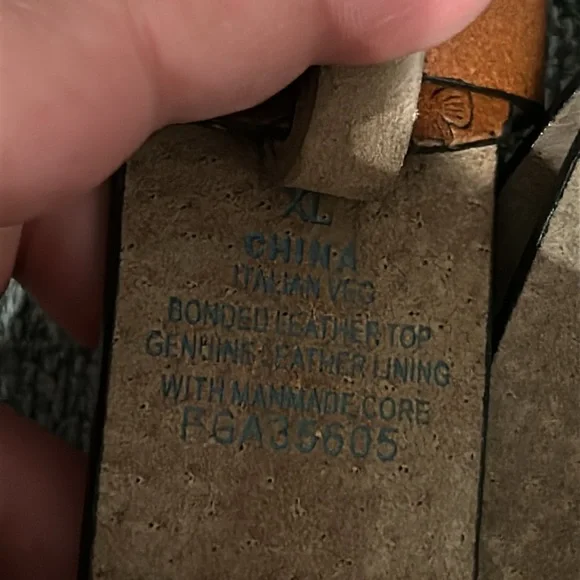 XL
CHINA
ITALIAN VEG
BONDED LEATHER TOP
GENUINE LEATHER LINING
WITH MANMADE CORE
FGA35605